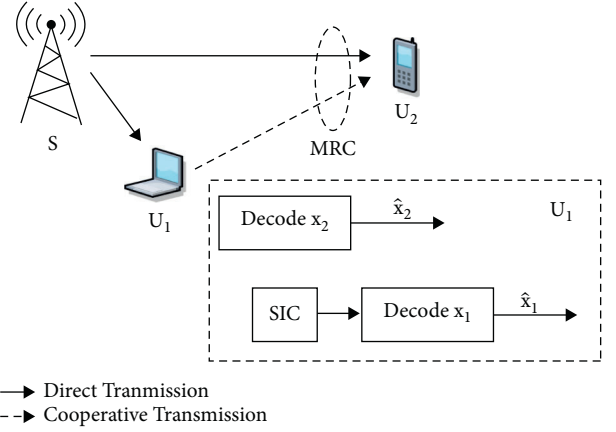 S
U₂
MRC
U₁
Decode x₂
x̂₂
U₁
SIC
Decode x₁
x̂₁
Direct Tranmission
Cooperative Transmission